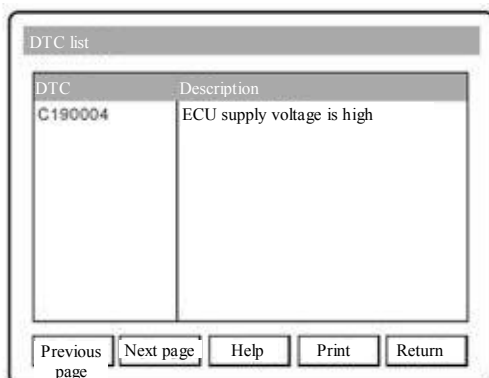 DTC list
DTC Description
C190004 ECU supply voltage is high
Previous page Next page Help Print Return